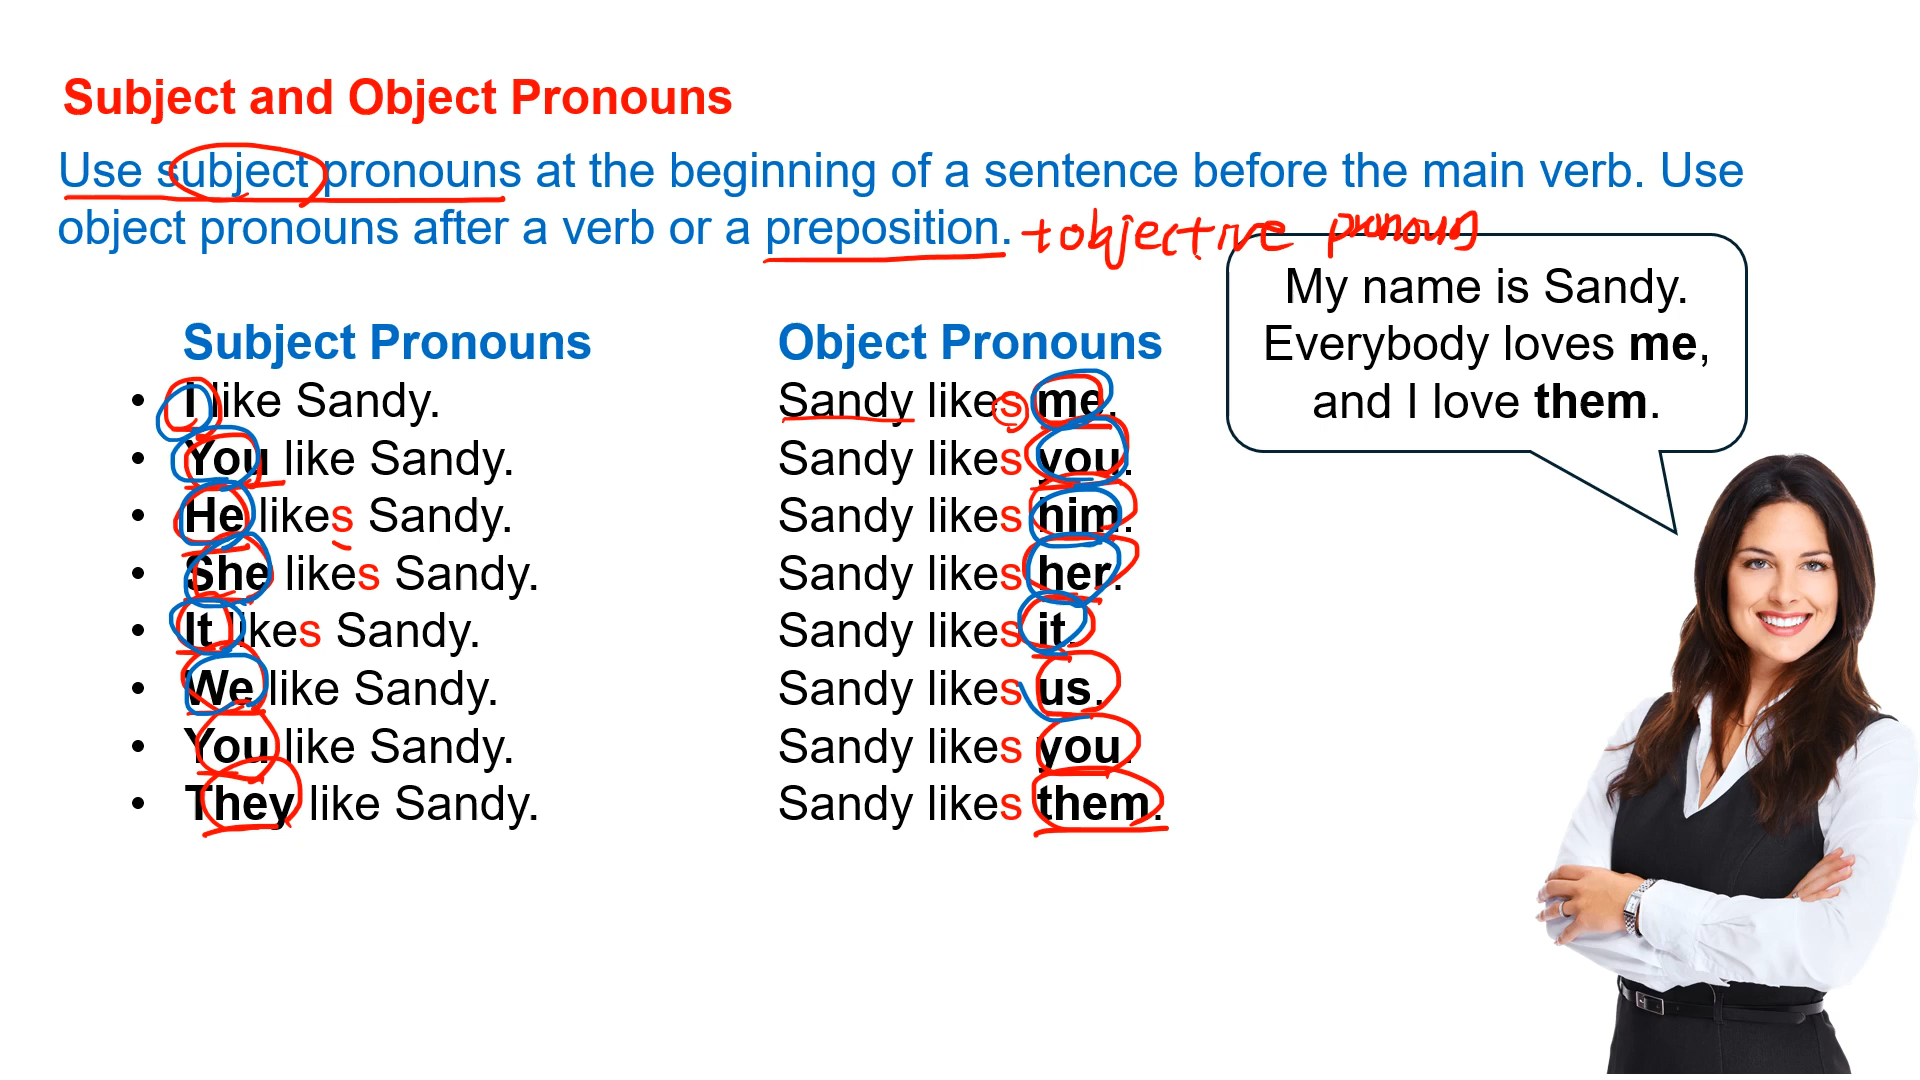 Subject and Object Pronouns
Use subject pronouns at the beginning of a sentence before the main verb. Use
object pronouns after a verb or a preposition. + objective pronouns
My name is Sandy.
Everybody loves me,
and I love them.
Subject Pronouns
• I like Sandy.
• You like Sandy.
• He likes Sandy.
• She likes Sandy.
• It likes Sandy.
• We like Sandy.
• You like Sandy.
• They like Sandy.
Object Pronouns
Sandy likes me.
Sandy likes you.
Sandy likes him.
Sandy likes her.
Sandy likes it.
Sandy likes us.
Sandy likes you.
Sandy likes them.